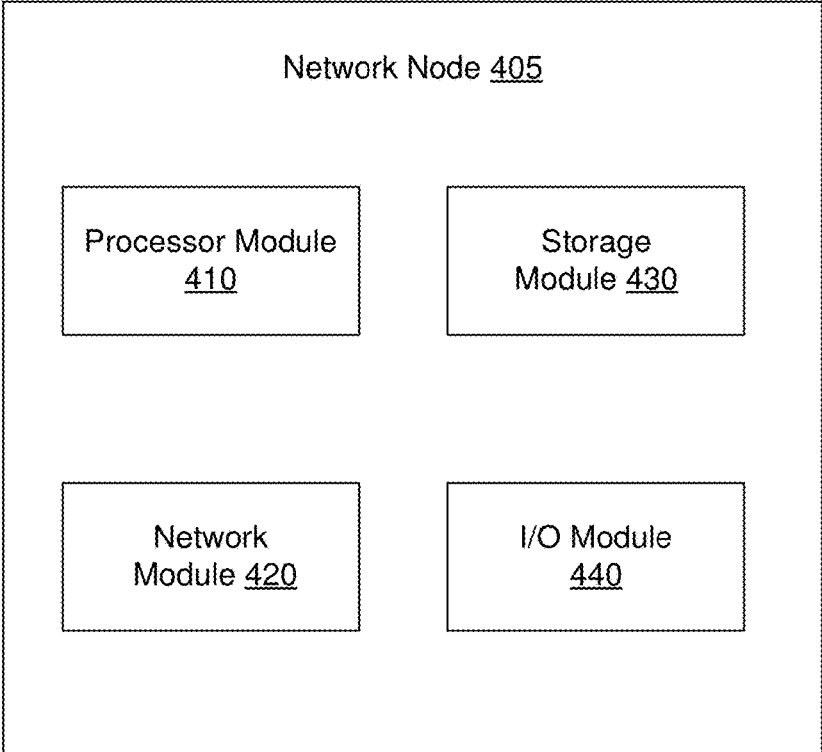 Network Node 405
Processor Module
410
Storage
Module 430
Network
Module 420
I/O Module
440